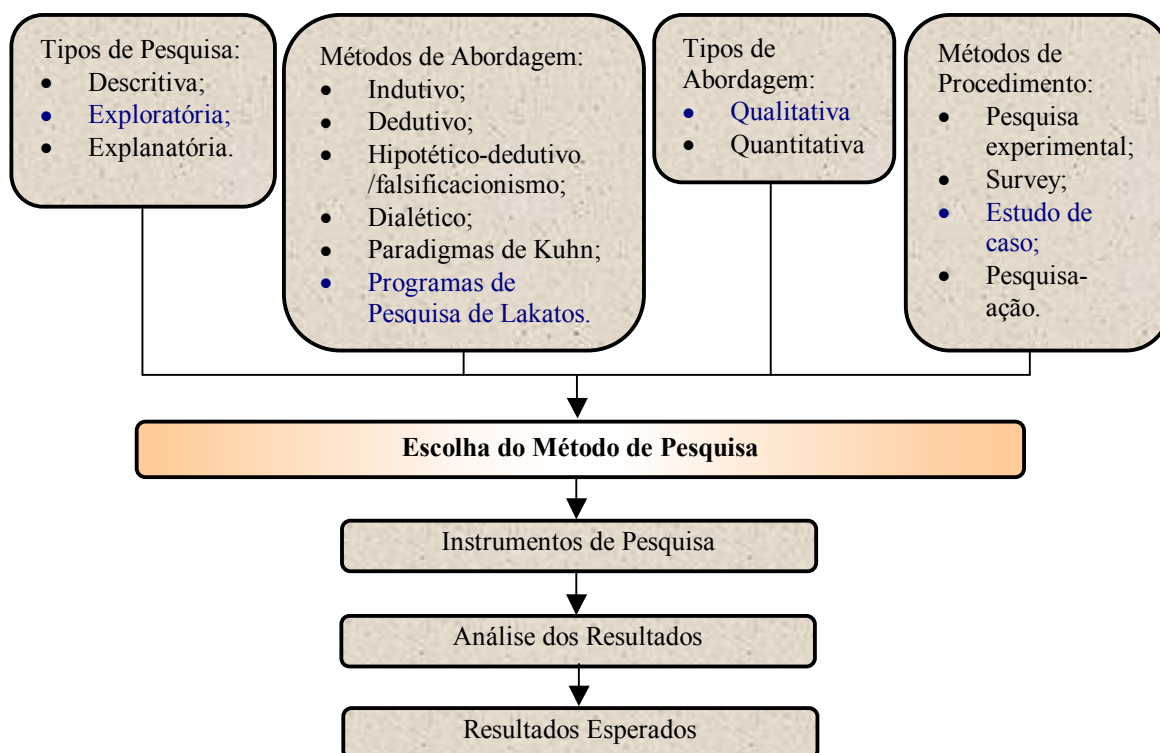 Tipos de Pesquisa:
• Descritiva;
• Exploratória;
• Explanatória.
Métodos de Abordagem:
• Indutivo;
• Dedutivo;
• Hipotético-dedutivo
/falsificacionismo;
• Dialético;
• Paradigmas de Kuhn;
• Programas de
Pesquisa de Lakatos.
Tipos de
Abordagem:
• Qualitativa
• Quantitativa
Métodos de
Procedimento:
• Pesquisa
experimental;
• Survey;
• Estudo de
caso;
• Pesquisa-
ação.
Escolha do Método de Pesquisa
Instrumentos de Pesquisa
Análise dos Resultados
Resultados Esperados